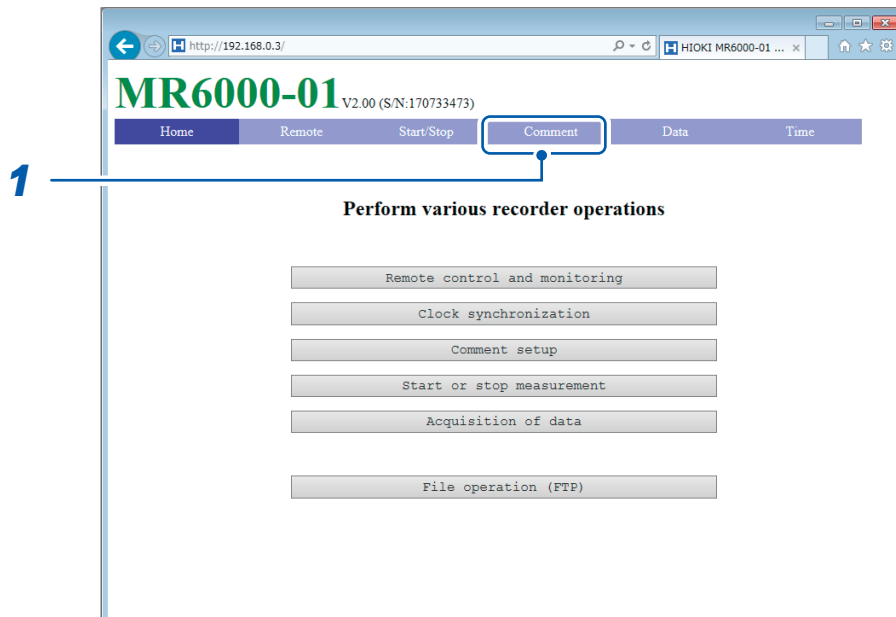 http://192.168.0.3/
HIOKI MR6000-01 ...
MR6000-01 V2.00 (S/N:170733473)
Home Remote Start/Stop Comment Data Time
1
Perform various recorder operations
Remote control and monitoring
Clock synchronization
Comment setup
Start or stop measurement
Acquisition of data
File operation (FTP)